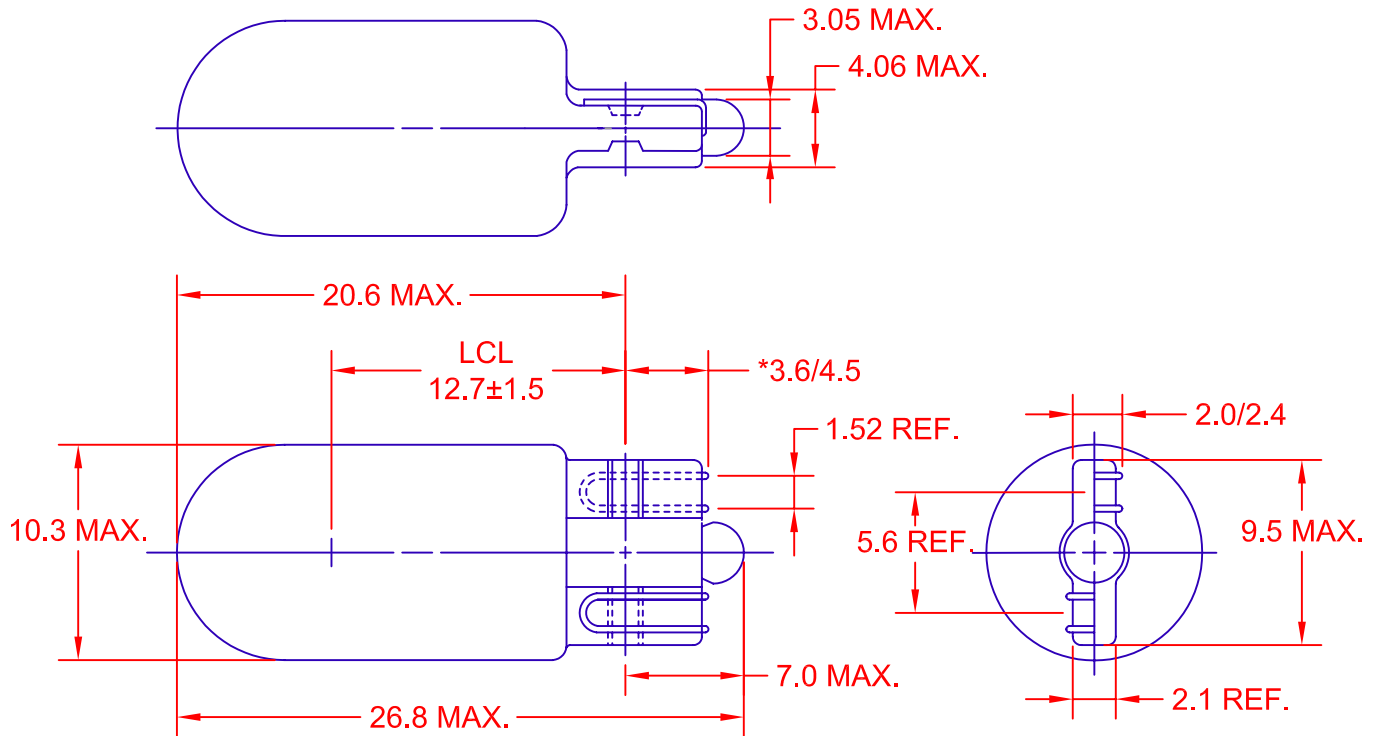 3.05 MAX.
4.06 MAX.
20.6 MAX.
LCL
12.7±1.5
*3.6/4.5
1.52 REF.
2.0/2.4
10.3 MAX.
5.6 REF.
9.5 MAX.
7.0 MAX.
2.1 REF.
26.8 MAX.